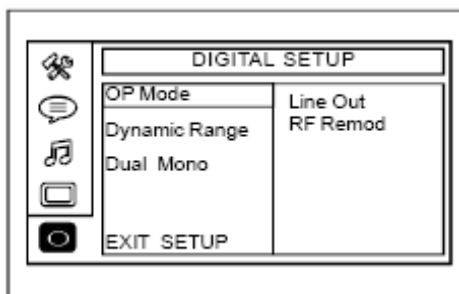 DIGITAL SETUP
OP Mode
Dynamic Range
Dual Mono
EXIT SETUP
Line Out
RF Remod